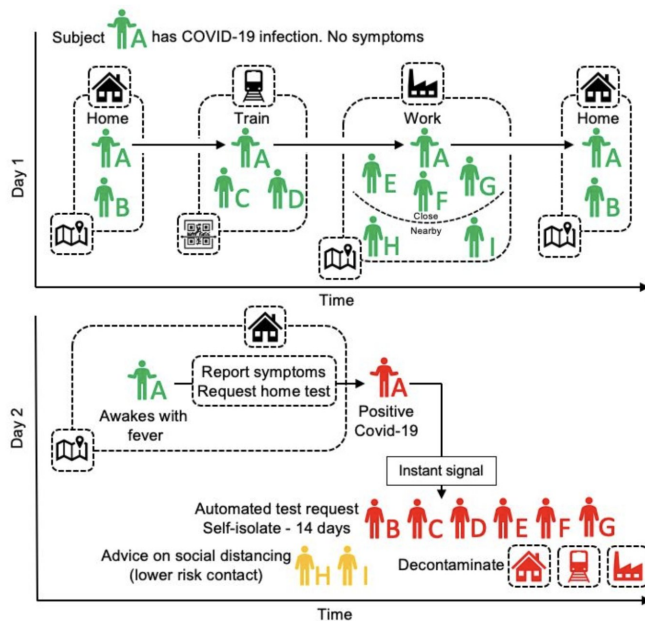 Subject A has COVID-19 infection. No symptoms
Home
Train
Work
Home
A
A
A
A
B
C
D
E
F
G
Close
Nearby
H
I
B
Day 1
Time
A
Awakes with
fever
Report symptoms
Request home test
A
Positive
Covid-19
Instant signal
Automated test request
Self-isolate - 14 days
B C D E F G
Advice on social distancing
(lower risk contact)
H I
Decontaminate
Day 2
Time